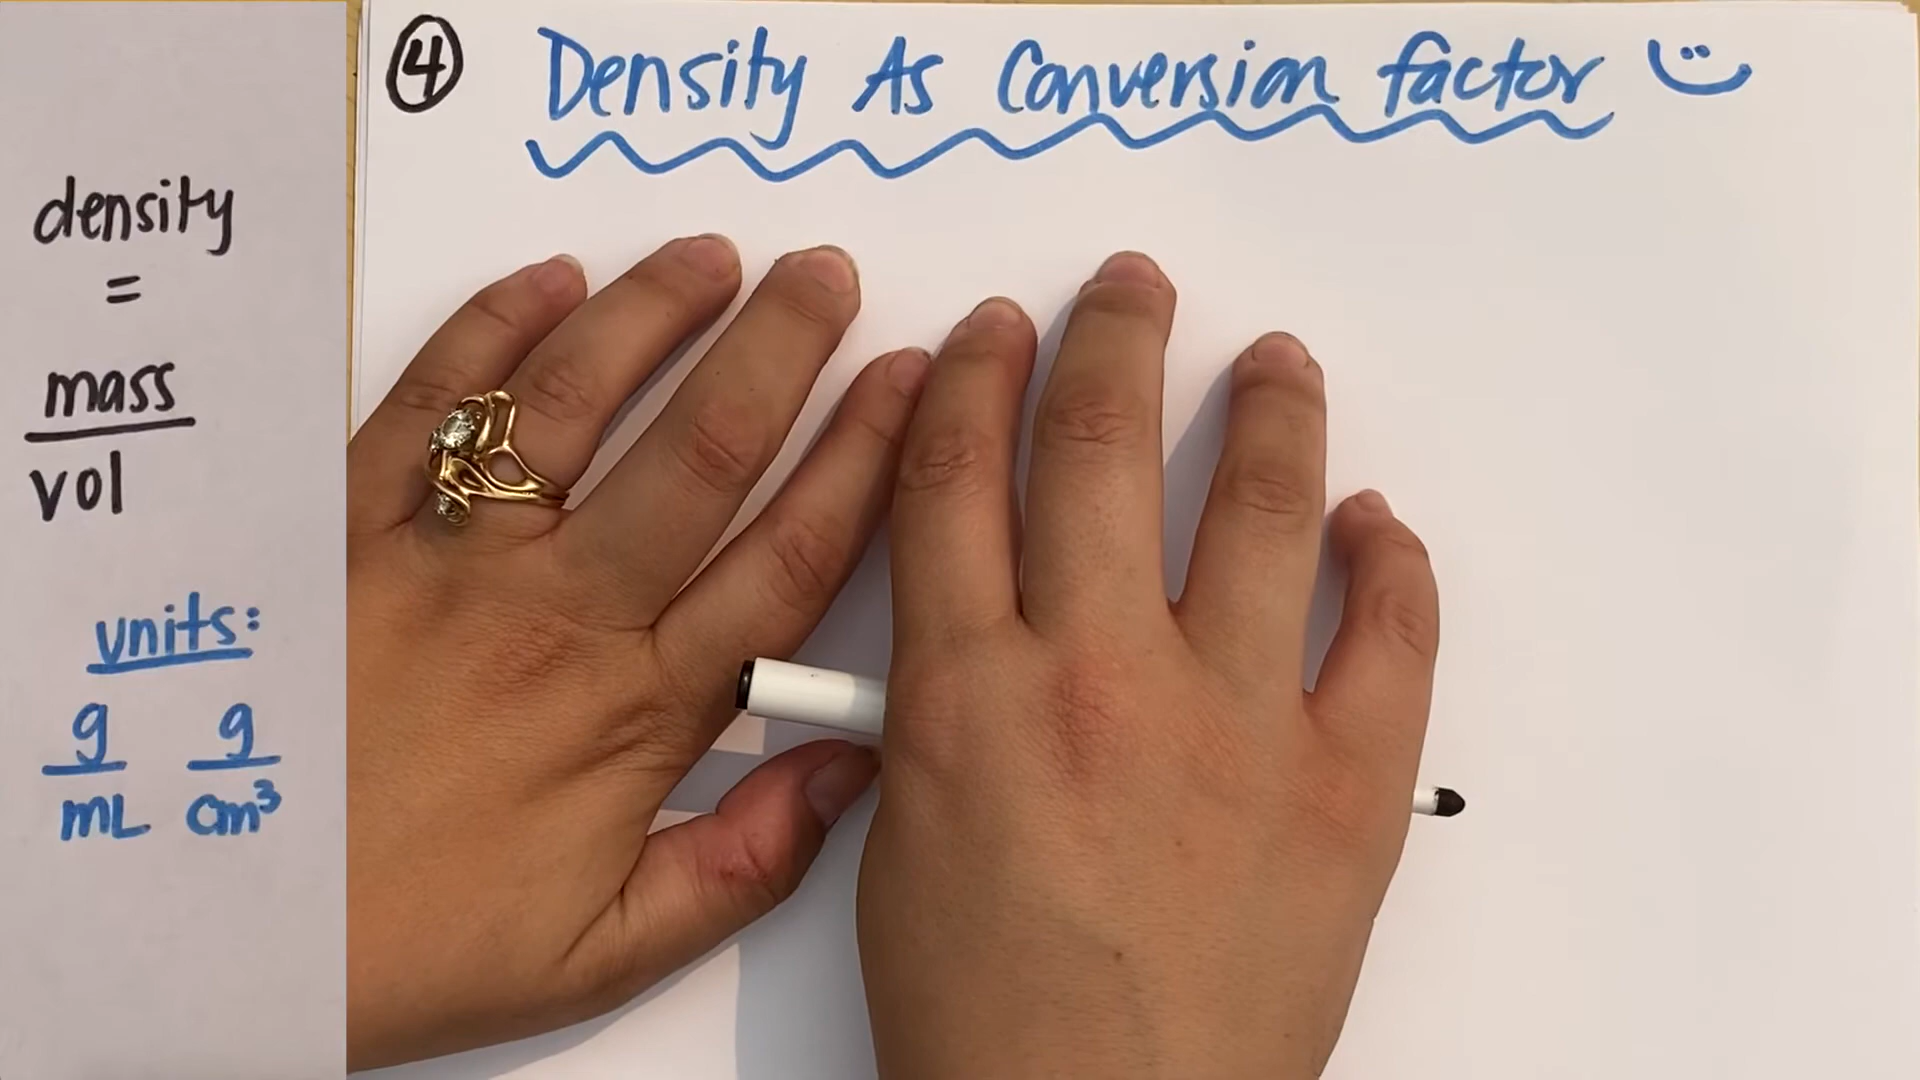 ④ Density As Conversion factor
density
=
mass
vol
units:
g g
mL cm³